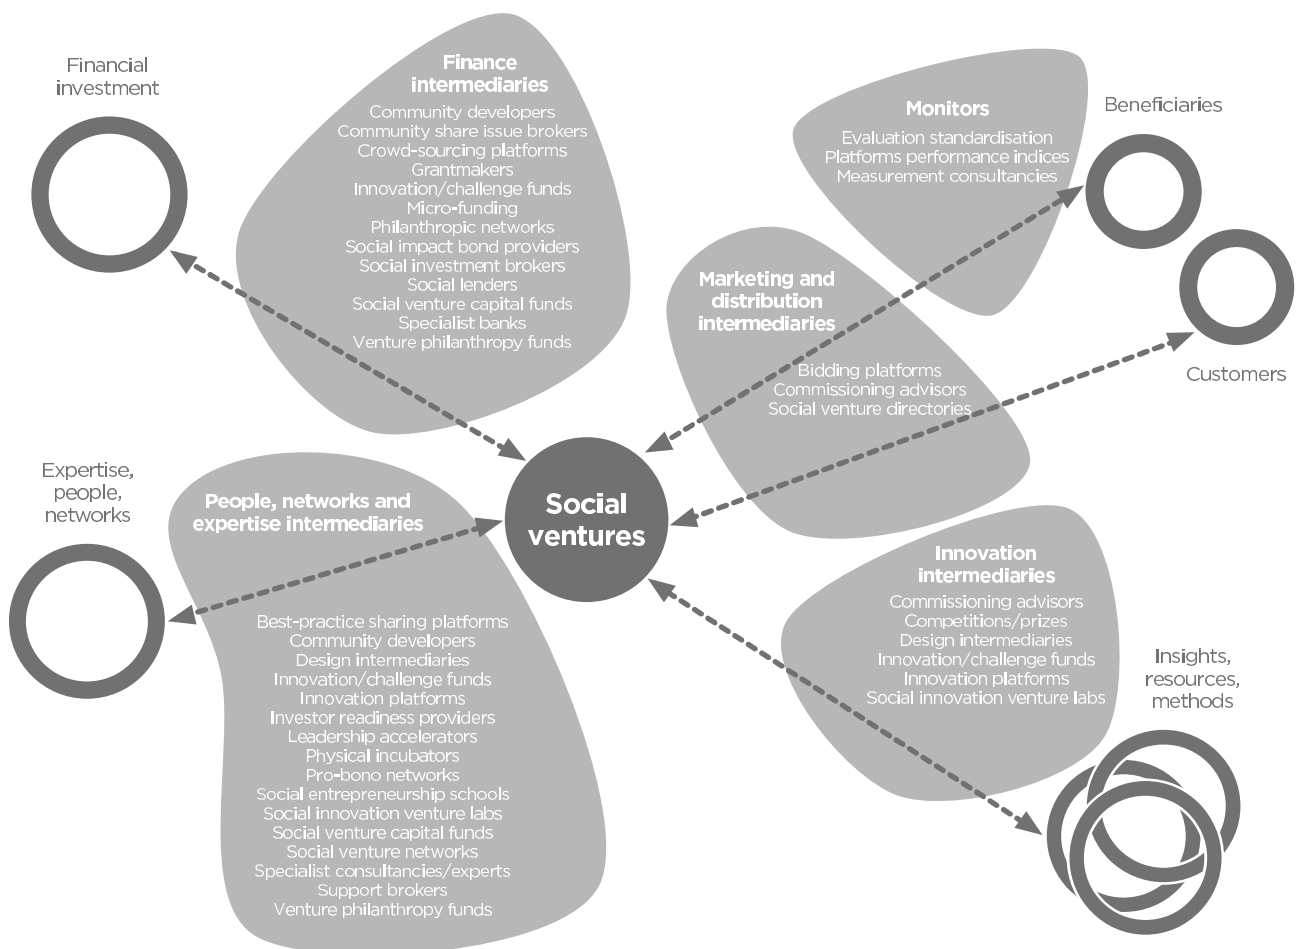 Financial
investment
Finance
intermediaries
Community developers
Community share issue brokers
Crowd-sourcing platforms
Grantmakers
Innovation/challenge funds
Micro-funding
Philanthropic networks
Social impact bond providers
Social investment brokers
Social lenders
Social venture capital funds
Specialist banks
Venture philanthropy funds
Monitors
Evaluation standardisation
Platforms performance indices
Measurement consultancies
Beneficiaries
Marketing and
distribution
intermediaries
Bidding platforms
Commissioning advisors
Social venture directories
Customers
Expertise,
people,
networks
People, networks and
expertise intermediaries
Best-practice sharing platforms
Community developers
Design intermediaries
Innovation/challenge funds
Innovation platforms
Investor readiness providers
Leadership accelerators
Physical incubators
Pro-bono networks
Social entrepreneurship schools
Social innovation venture labs
Social venture capital funds
Social venture networks
Specialist consultancies/experts
Support brokers
Venture philanthropy funds
Social
ventures
Innovation
intermediaries
Commissioning advisors
Competitions/prizes
Design intermediaries
Innovation/challenge funds
Innovation platforms
Social innovation venture labs
Insights,
resources,
methods